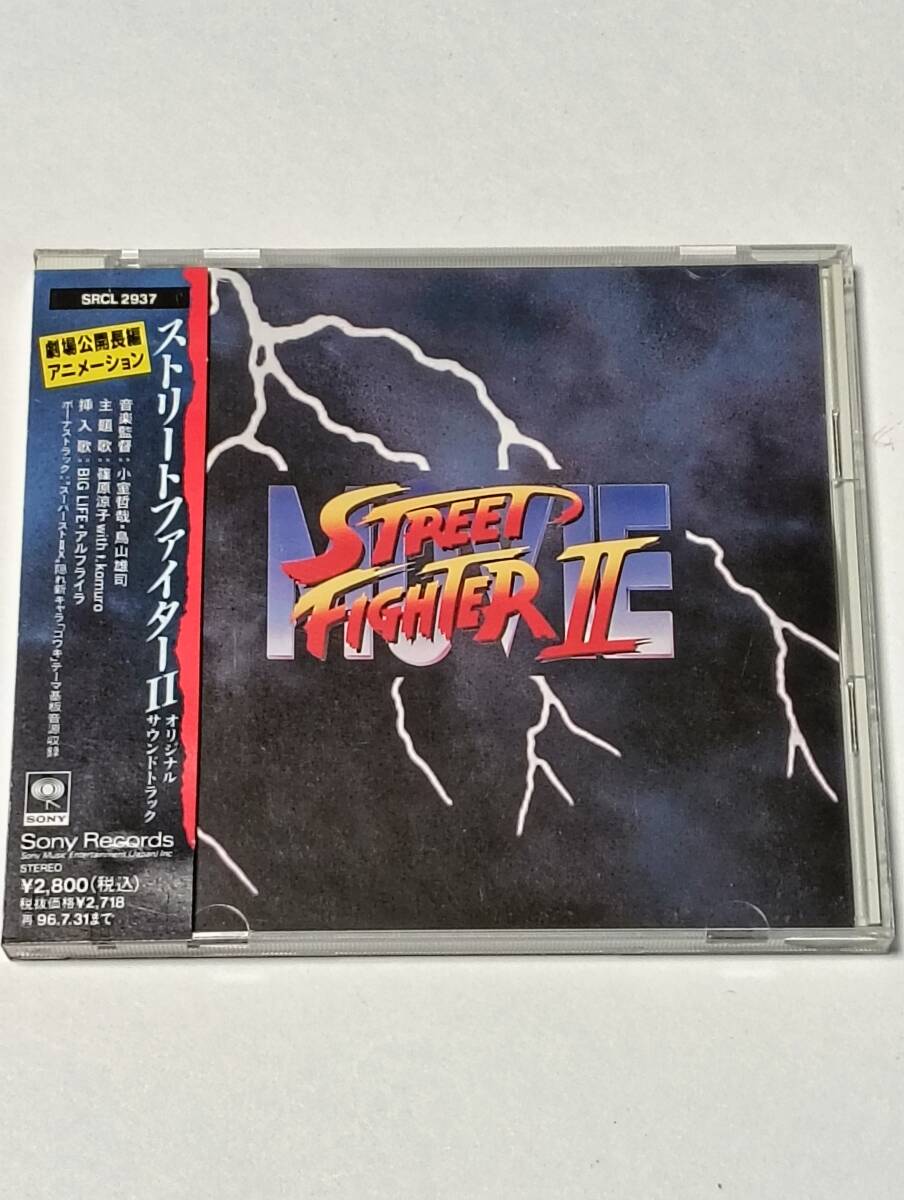 SRCL 2937
劇場公開長編
アニメーション
ストリートファイターII
オリジナル
サウンドトラック
音楽監督：小室哲哉・鳥山雄司
主題歌：篠原涼子 with t.komuro
挿入歌：BIG LIFE・アルフライラ
ボーナストラック："スーパーストIIX"隠れ新キャラ「ゴウキ」テーマ基板音源収録
SONY
Sony Records
Sony Music Entertainment (Japan) Inc
STEREO
¥2,800(税込)
税抜価格¥2,718
再 96.7.31まで
MOVIE
STREET
FIGHTER II